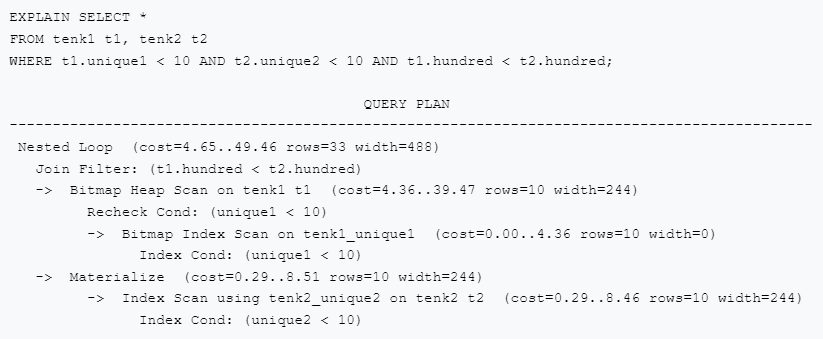 EXPLAIN SELECT *
FROM tenk1 t1, tenk2 t2
WHERE t1.unique1 < 10 AND t2.unique2 < 10 AND t1.hundred < t2.hundred;
QUERY PLAN
-------------------------------------------------------------------------------------------
Nested Loop  (cost=4.65..49.46 rows=33 width=488)
  Join Filter: (t1.hundred < t2.hundred)
  ->  Bitmap Heap Scan on tenk1 t1  (cost=4.36..39.47 rows=10 width=244)
        Recheck Cond: (unique1 < 10)
        ->  Bitmap Index Scan on tenk1_unique1  (cost=0.00..4.36 rows=10 width=0)
              Index Cond: (unique1 < 10)
  ->  Materialize  (cost=0.29..8.51 rows=10 width=244)
        ->  Index Scan using tenk2_unique2 on tenk2 t2  (cost=0.29..8.46 rows=10 width=244)
              Index Cond: (unique2 < 10)